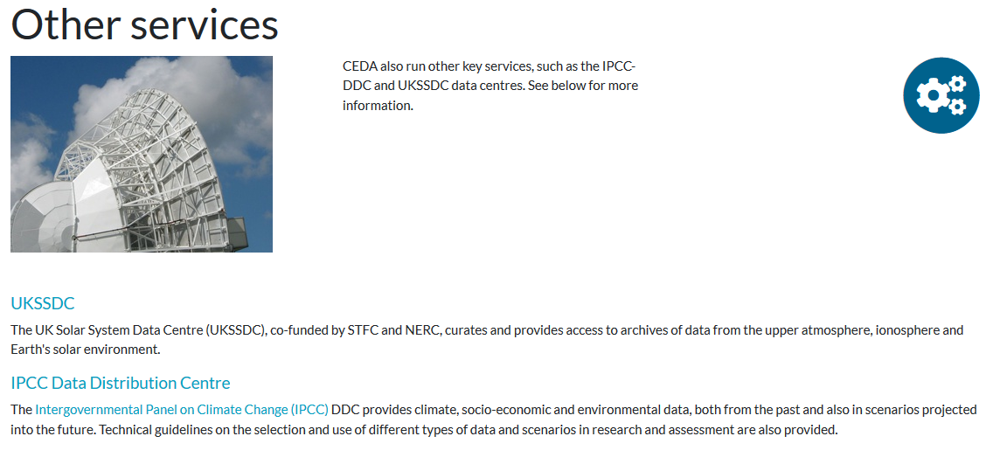 Other services
CEDA also run other key services, such as the IPCC-
DDC and UKSSDC data centres. See below for more
information.
UKSSDC
The UK Solar System Data Centre (UKSSDC), co-funded by STFC and NERC, curates and provides access to archives of data from the upper atmosphere, ionosphere and
Earth's solar environment.
IPCC Data Distribution Centre
The Intergovernmental Panel on Climate Change (IPCC) DDC provides climate, socio-economic and environmental data, both from the past and also in scenarios projected
into the future. Technical guidelines on the selection and use of different types of data and scenarios in research and assessment are also provided.